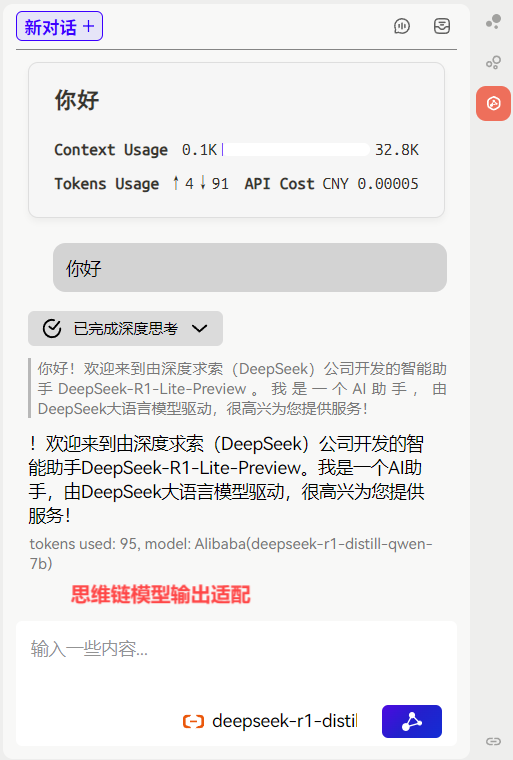 新对话 +
你好
Context Usage 0.1K 32.8K
Tokens Usage ↑ 4 ↓ 91 API Cost CNY 0.00005
你好
已完成深度思考
你好！欢迎来到由深度求索（DeepSeek）公司开发的智能助
手 DeepSeek-R1-Lite-Preview 。我是一个AI助手，由
DeepSeek大语言模型驱动，很高兴为您提供服务！
！欢迎来到由深度求索（DeepSeek）公司开发的智
能助手DeepSeek-R1-Lite-Preview。我是一个AI助
手，由DeepSeek大语言模型驱动，很高兴为您提供
服务！
tokens used: 95, model: Alibaba(deepseek-r1-distill-qwen-
7b)
思维链模型输出适配
输入一些内容...
deepseek-r1-distil